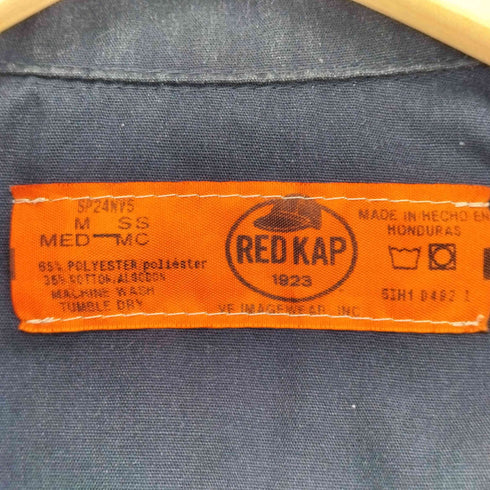 SP24NV5
M SS
MED MC
65% POLYESTER poliéster
35% COTTON, ALGODON
MACHINE WASH
TUMBLE DRY
RED KAP
1923
VF IMAGEWEAR, INC.
MADE IN/HECHO EN
HONDURAS